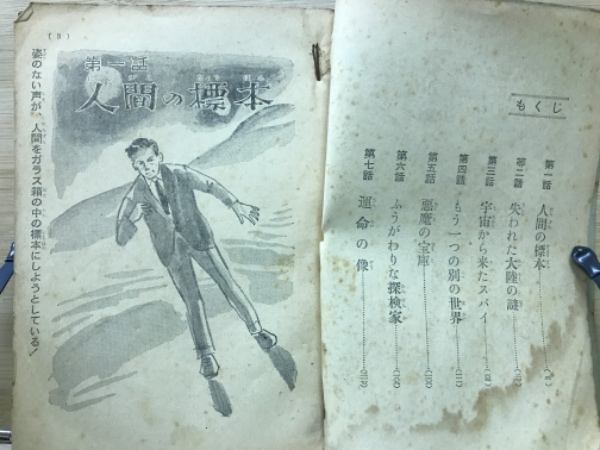 もくじ
第一話 人間の標本
第二話 失われた大陸の謎
第三話 宇宙から来たスパイ
第四話 もう一つの別の世界
第五話 悪魔の宝庫
第六話 ふうがわりな探検家
第七話 運命の像
(3)
第一話
人間の標本
姿のない声が、人間をガラス箱の中の標本にしようとしている!